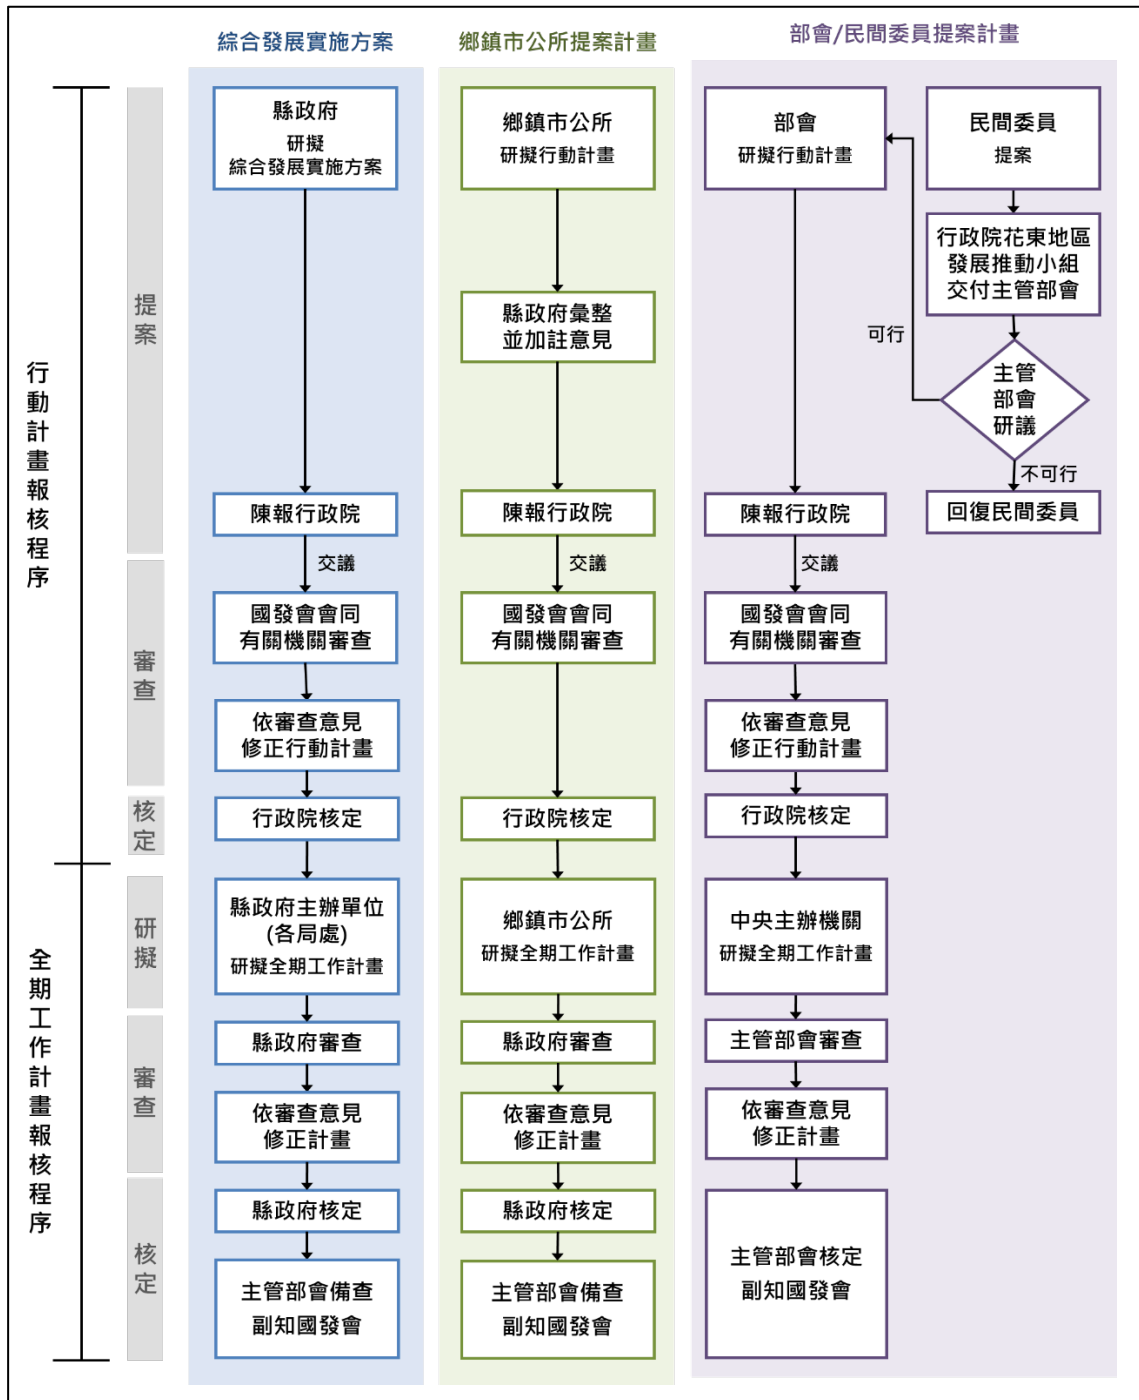 綜合發展實施方案
鄉鎮市公所提案計畫
部會/民間委員提案計畫
行動計畫報核程序
全期工作計畫報核程序
提案
審查
核定
研擬
審查
核定
縣政府
研擬
綜合發展實施方案
陳報行政院
交議
國發會會同
有關機關審查
依審查意見
修正行動計畫
行政院核定
縣政府主辦單位
(各局處)
研擬全期工作計畫
縣政府審查
依審查意見
修正計畫
縣政府核定
主管部會備查
副知國發會
鄉鎮市公所
研擬行動計畫
縣政府彙整
並加註意見
陳報行政院
交議
國發會會同
有關機關審查
行政院核定
鄉鎮市公所
研擬全期工作計畫
縣政府審查
依審查意見
修正計畫
縣政府核定
主管部會備查
副知國發會
部會
研擬行動計畫
陳報行政院
交議
國發會會同
有關機關審查
依審查意見
修正行動計畫
行政院核定
中央主辦機關
研擬全期工作計畫
主管部會審查
依審查意見
修正計畫
主管部會核定
副知國發會
民間委員
提案
行政院花東地區
發展推動小組
交付主管部會
可行
主管
部會
研議
不可行
回復民間委員